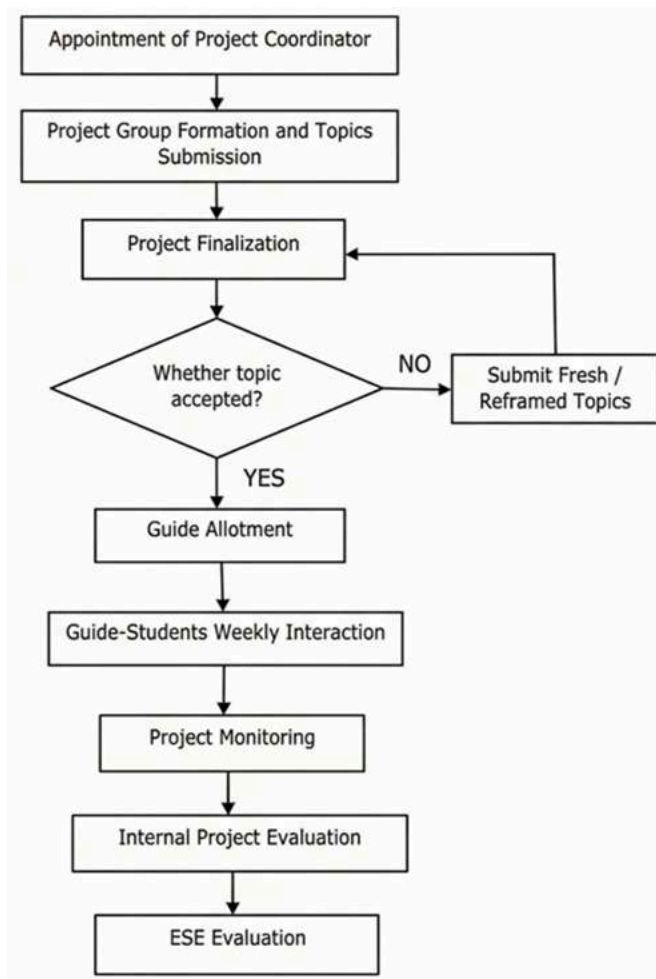 Appointment of Project Coordinator
Project Group Formation and Topics
Submission
Project Finalization
Whether topic
accepted?
NO
Submit Fresh /
Reframed Topics
YES
Guide Allotment
Guide-Students Weekly Interaction
Project Monitoring
Internal Project Evaluation
ESE Evaluation